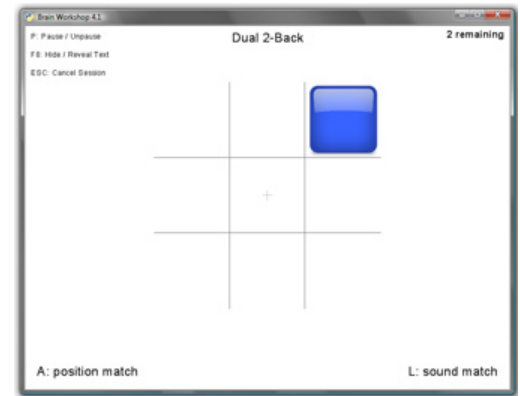 Brain Workshop 4.1
P: Pause / Unpause
F8: Hide / Reveal Text
ESC: Cancel Session
Dual 2-Back
2 remaining
A: position match
L: sound match